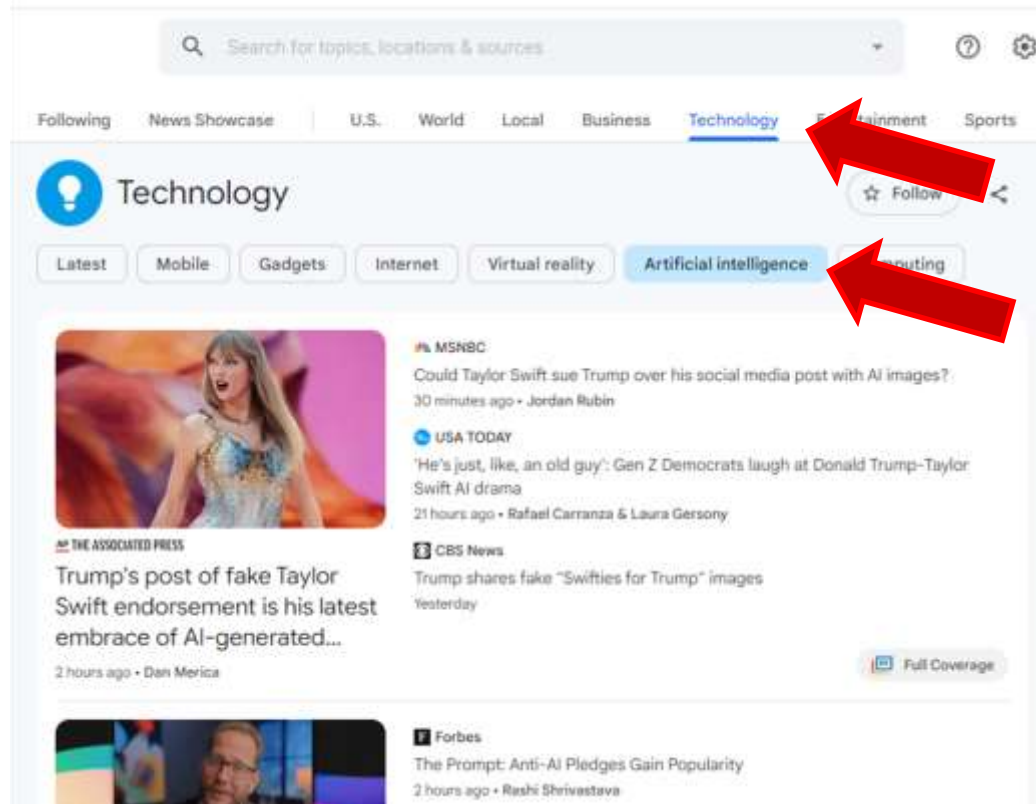 Search for topics, locations & sources
Following News Showcase U.S. World Local Business Technology Sports
Technology
Follow
Latest Mobile Gadgets Internet Virtual reality Artificial intelligence
MSNBC
Could Taylor Swift sue Trump over his social media post with AI images?
30 minutes ago • Jordan Rubin
USA TODAY
'He's just, like, an old guy': Gen Z Democrats laugh at Donald Trump-Taylor
Swift AI drama
21 hours ago • Rafael Carranza & Laura Gersony
CBS News
Trump shares fake "Swifties for Trump" images
Yesterday
AP THE ASSOCIATED PRESS
Trump's post of fake Taylor
Swift endorsement is his latest
embrace of AI-generated...
2 hours ago • Dan Merica
Full Coverage
Forbes
The Prompt: Anti-AI Pledges Gain Popularity
2 hours ago • Rashi Shrivastava